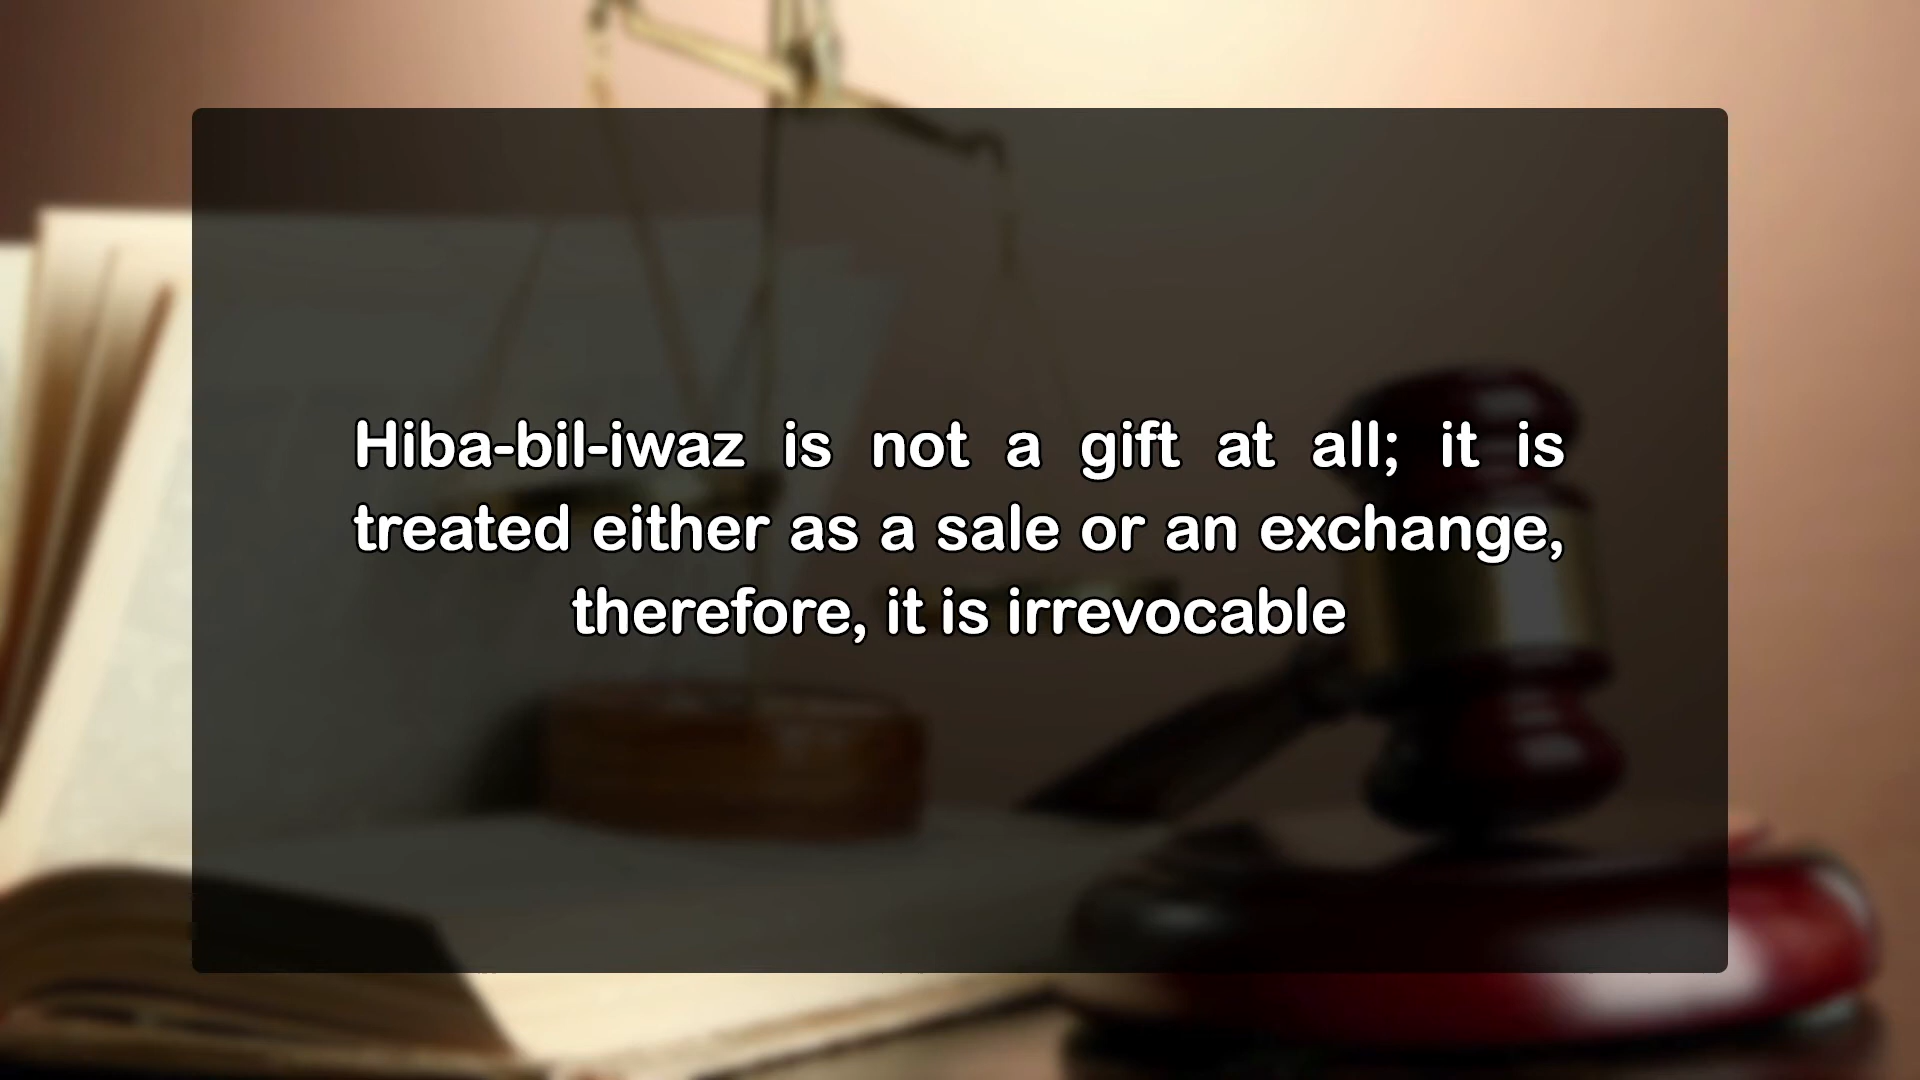 Hiba-bil-iwaz is not a gift at all; it is
treated either as a sale or an exchange,
therefore, it is irrevocable